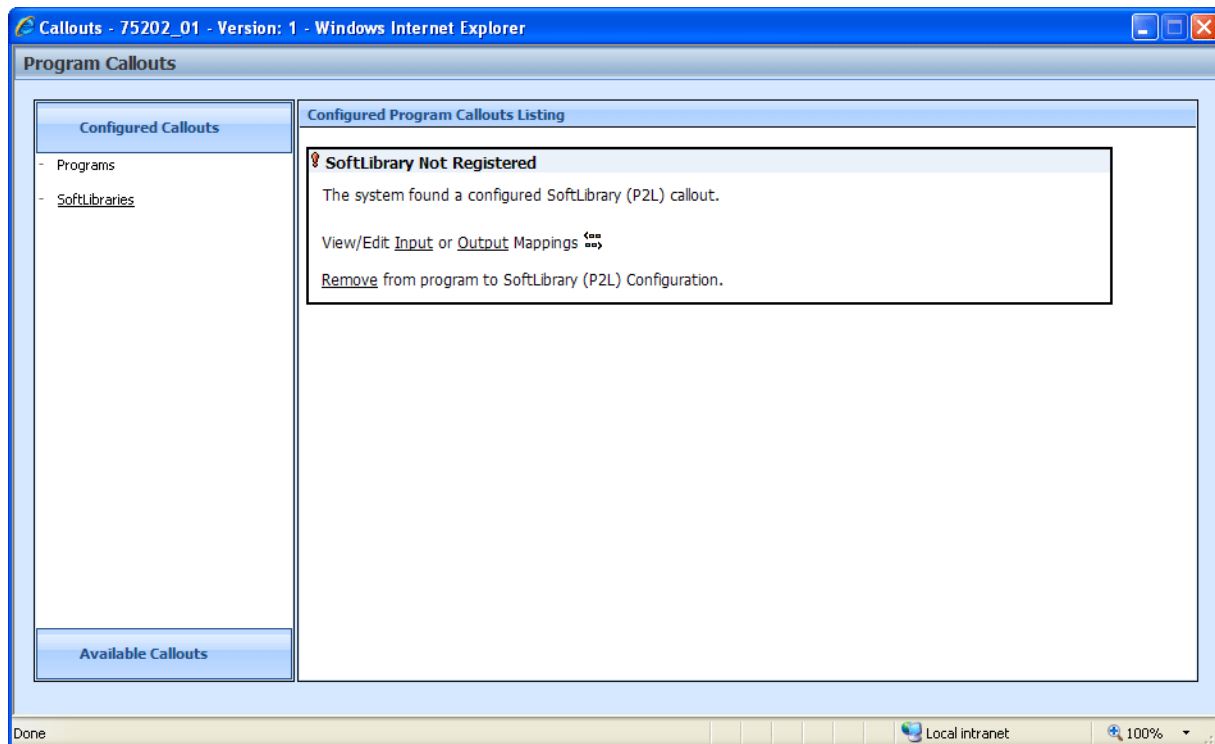 Callouts - 75202_01 - Version: 1 - Windows Internet Explorer
Program Callouts
Configured Callouts
- Programs
- SoftLibraries
Available Callouts
Configured Program Callouts Listing
SoftLibrary Not Registered
The system found a configured SoftLibrary (P2L) callout.
View/Edit Input or Output Mappings
Remove from program to SoftLibrary (P2L) Configuration.
Done
Local intranet
100%